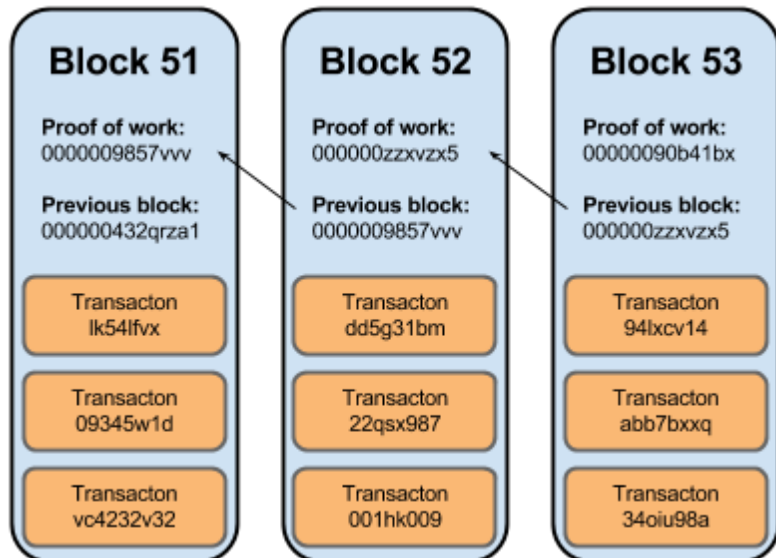 Block 51
Proof of work:
0000009857vvv
Previous block:
000000432qrza1
Transacton
lk54lfvx
Transacton
09345w1d
Transacton
vc4232v32
Block 52
Proof of work:
000000zzxvzx5
Previous block:
0000009857vvv
Transacton
dd5g31bm
Transacton
22qsx987
Transacton
001hk009
Block 53
Proof of work:
00000090b41bx
Previous block:
000000zzxvzx5
Transacton
94lxcv14
Transacton
abb7bxxq
Transacton
34oiu98a